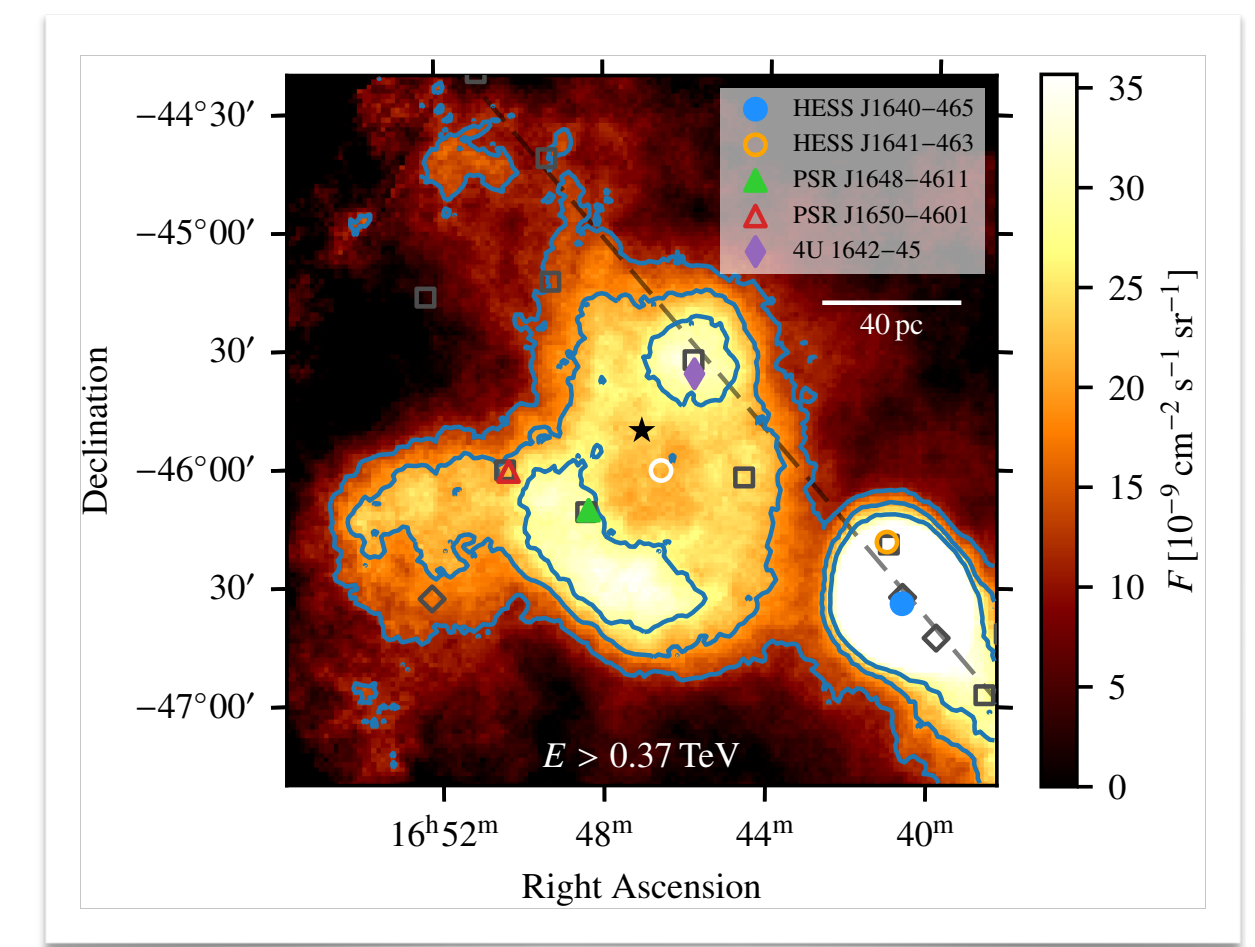 HESS J1640−465
HESS J1641−463
PSR J1648−4611
PSR J1650−4601
4U 1642−45
40 pc
E > 0.37 TeV
−44°30′
−45°00′
30′
−46°00′
30′
−47°00′
Declination
16ʰ52ᵐ
48ᵐ
44ᵐ
40ᵐ
Right Ascension
35
30
25
20
15
10
5
0
F [10⁻⁹ cm⁻² s⁻¹ sr⁻¹]